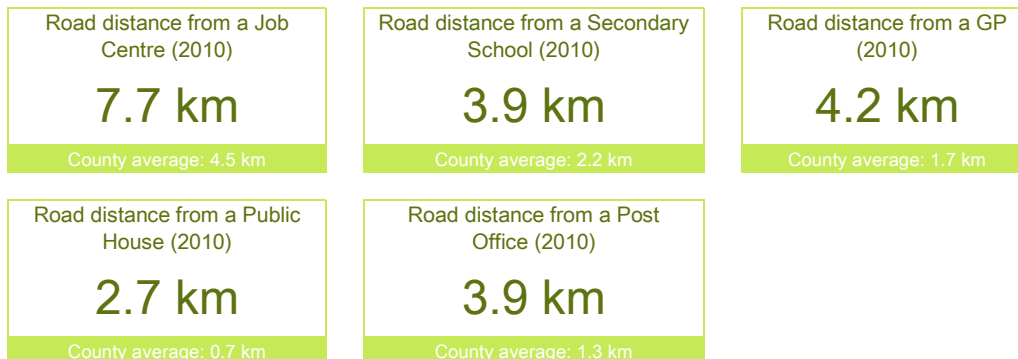 Road distance from a Job
Centre (2010)
7.7 km
County average: 4.5 km
Road distance from a Secondary
School (2010)
3.9 km
County average: 2.2 km
Road distance from a GP
(2010)
4.2 km
County average: 1.7 km
Road distance from a Public
House (2010)
2.7 km
County average: 0.7 km
Road distance from a Post
Office (2010)
3.9 km
County average: 1.3 km